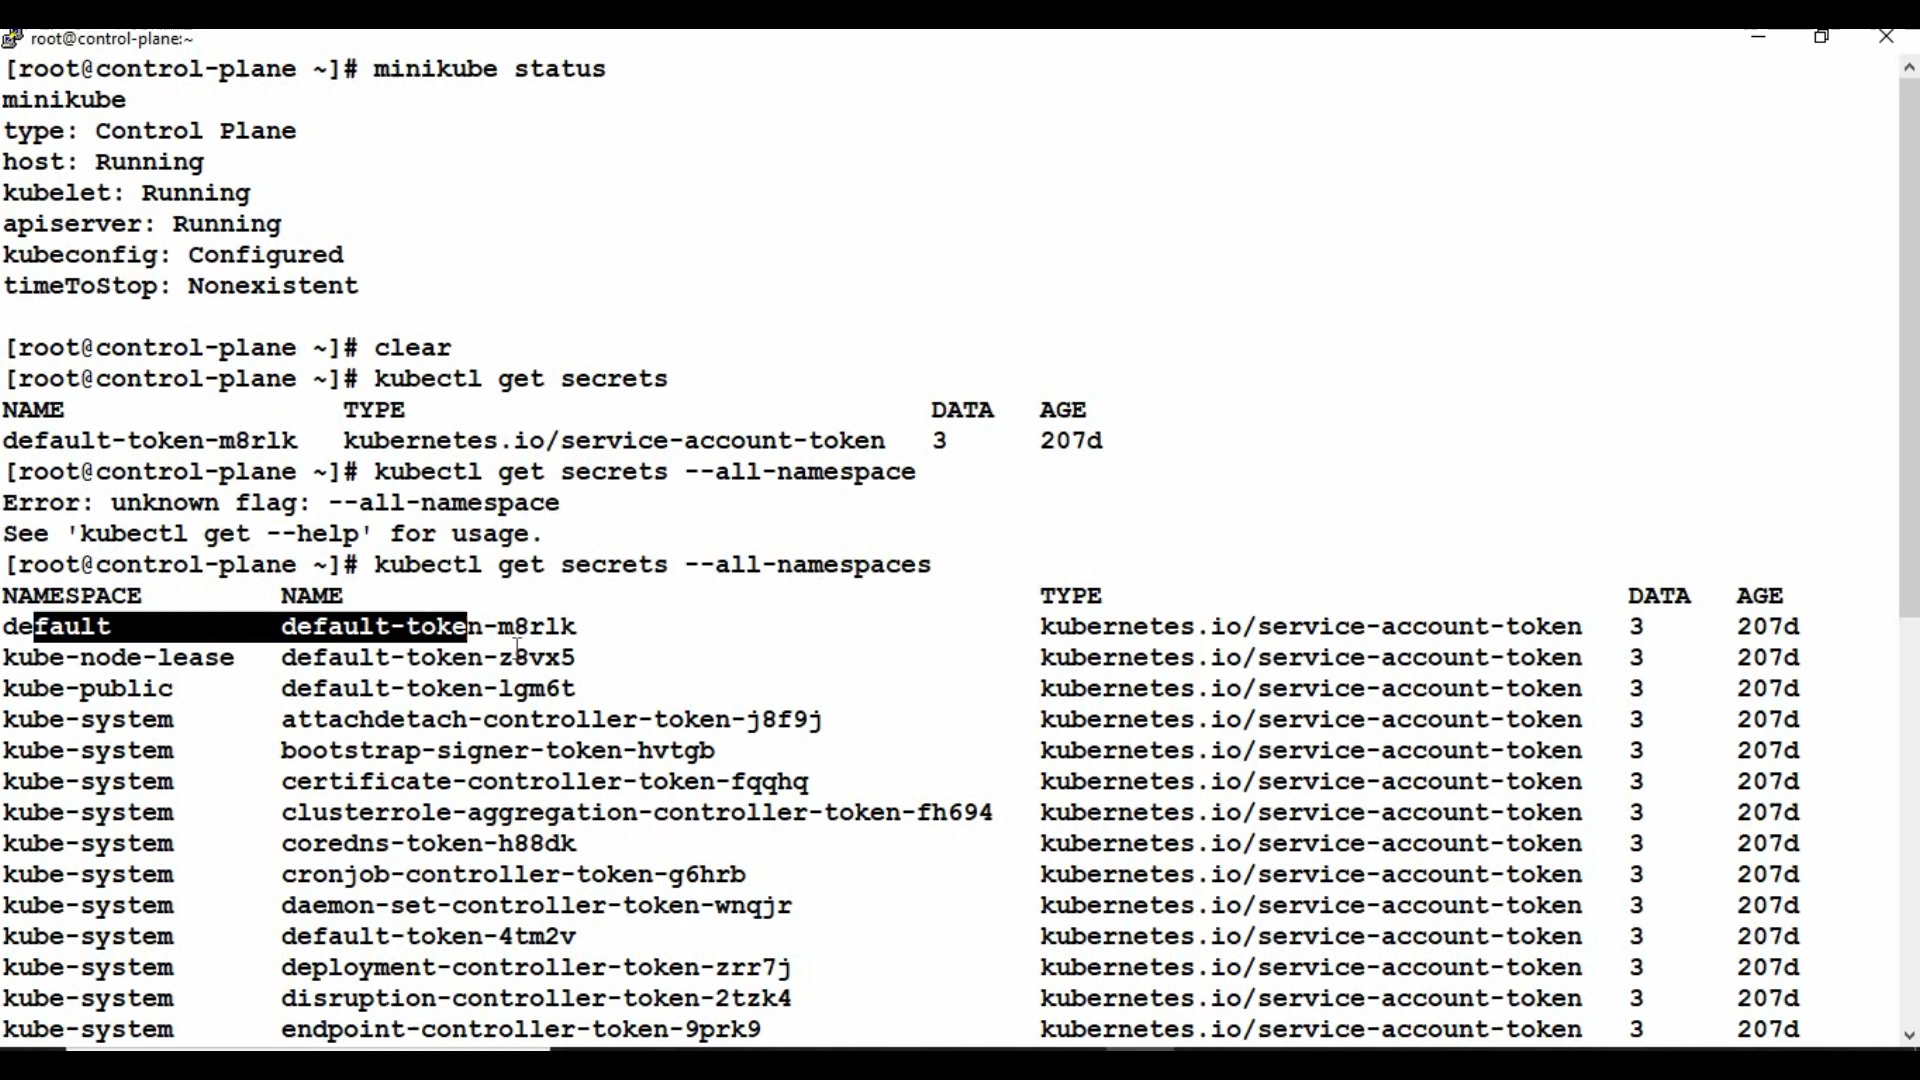 root@control-plane:~
[root@control-plane ~]# minikube status
minikube
type: Control Plane
host: Running
kubelet: Running
apiserver: Running
kubeconfig: Configured
timeToStop: Nonexistent
[root@control-plane ~]# clear
[root@control-plane ~]# kubectl get secrets
NAME TYPE DATA AGE
default-token-m8rlk kubernetes.io/service-account-token 3 207d
[root@control-plane ~]# kubectl get secrets --all-namespace
Error: unknown flag: --all-namespace
See 'kubectl get --help' for usage.
[root@control-plane ~]# kubectl get secrets --all-namespaces
NAMESPACE NAME TYPE DATA AGE
default default-token-m8rlk kubernetes.io/service-account-token 3 207d
kube-node-lease default-token-z8vx5 kubernetes.io/service-account-token 3 207d
kube-public default-token-lgm6t kubernetes.io/service-account-token 3 207d
kube-system attachdetach-controller-token-j8f9j kubernetes.io/service-account-token 3 207d
kube-system bootstrap-signer-token-hvtgb kubernetes.io/service-account-token 3 207d
kube-system certificate-controller-token-fqqhq kubernetes.io/service-account-token 3 207d
kube-system clusterrole-aggregation-controller-token-fh694 kubernetes.io/service-account-token 3 207d
kube-system coredns-token-h88dk kubernetes.io/service-account-token 3 207d
kube-system cronjob-controller-token-g6hrb kubernetes.io/service-account-token 3 207d
kube-system daemon-set-controller-token-wnqjr kubernetes.io/service-account-token 3 207d
kube-system default-token-4tm2v kubernetes.io/service-account-token 3 207d
kube-system deployment-controller-token-zrr7j kubernetes.io/service-account-token 3 207d
kube-system disruption-controller-token-2tzk4 kubernetes.io/service-account-token 3 207d
kube-system endpoint-controller-token-9prk9 kubernetes.io/service-account-token 3 207d